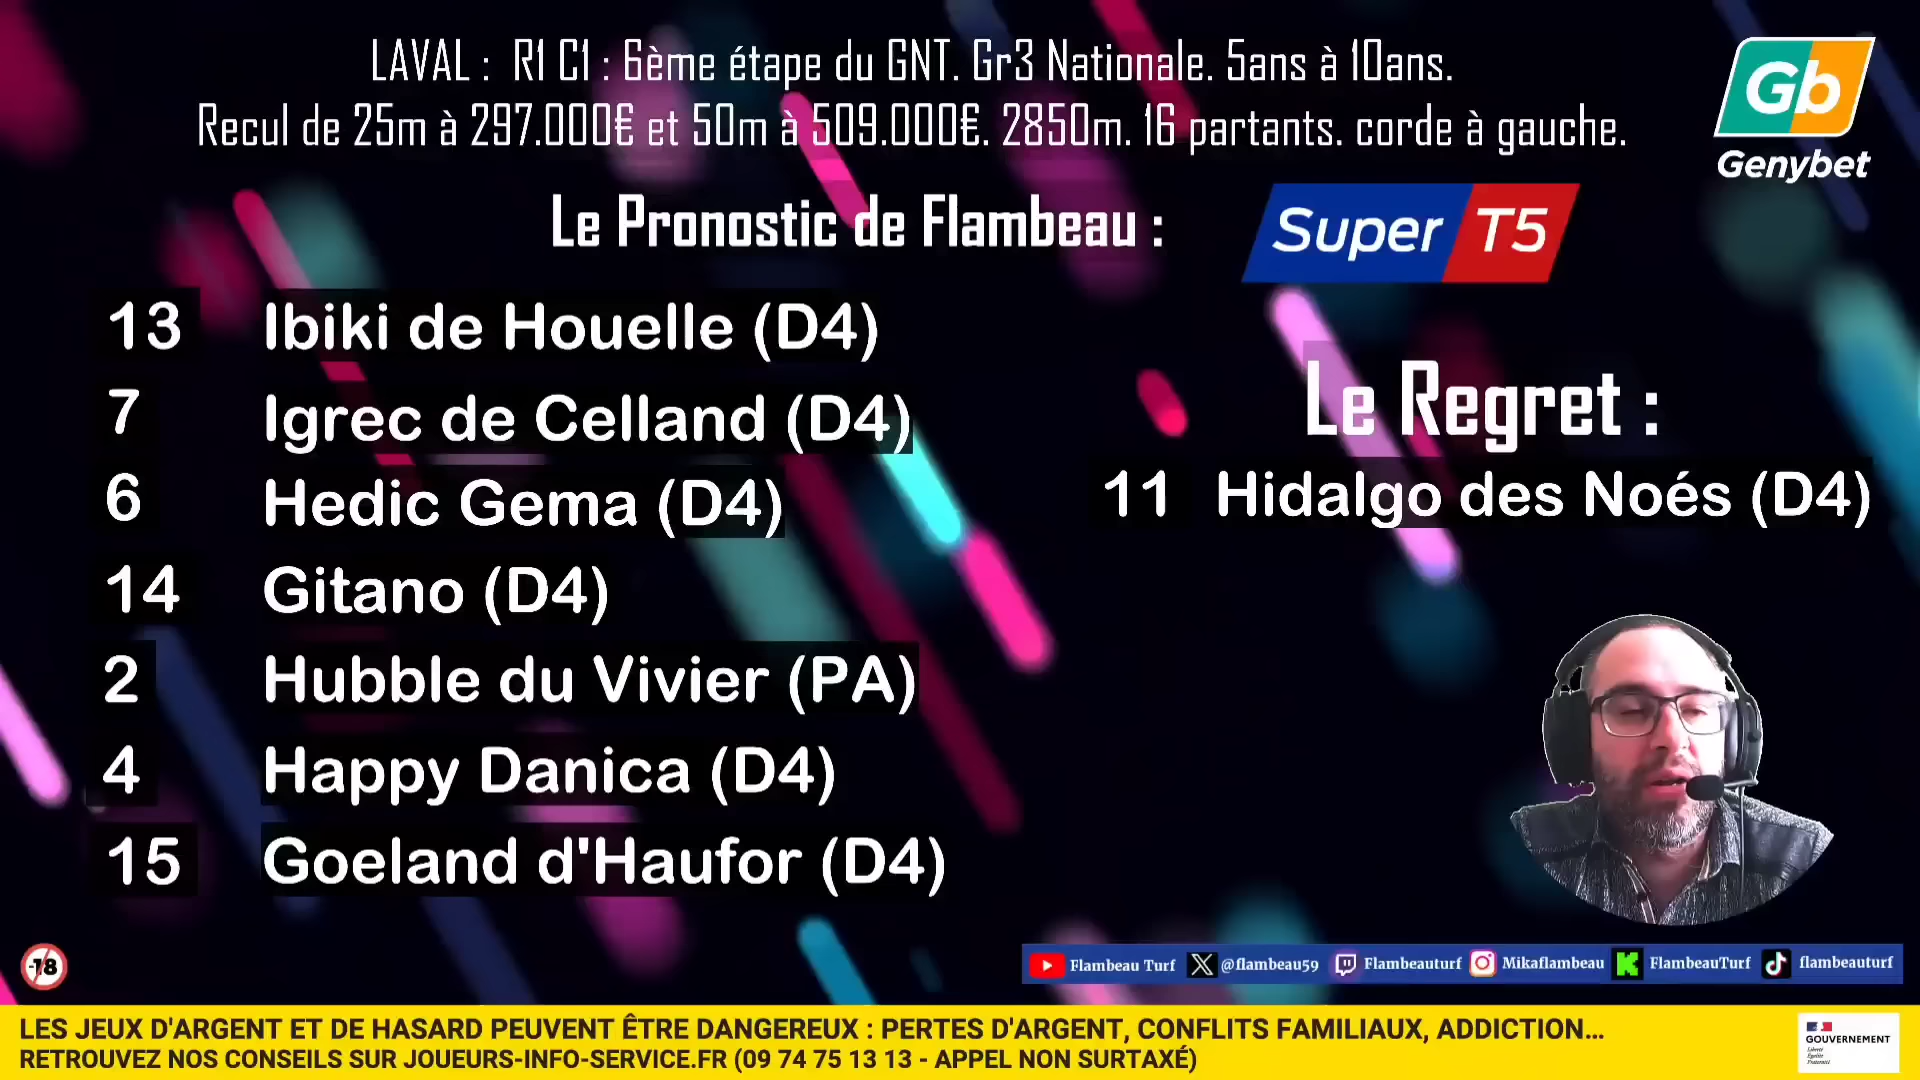 LAVAL : R1 C1 : 6ème étape du GNT. Gr3 Nationale. 5ans à 10ans.
Recul de 25m à 297.000€ et 50m à 509.000€. 2850m. 16 partants. corde à gauche.
Gb
Genybet
Le Pronostic de Flambeau :
Super T5
13 Ibiki de Houelle (D4)
7 Igrec de Celland (D4)
6 Hedic Gema (D4)
14 Gitano (D4)
2 Hubble du Vivier (PA)
4 Happy Danica (D4)
15 Goeland d'Haufor (D4)
Le Regret :
11 Hidalgo des Noés (D4)
-18
Flambeau Turf @flambeau59 Flambeauturf Mikaflambeau FlambeauTurf flambeauturf
LES JEUX D'ARGENT ET DE HASARD PEUVENT ÊTRE DANGEREUX : PERTES D'ARGENT, CONFLITS FAMILIAUX, ADDICTION...
RETROUVEZ NOS CONSEILS SUR JOUEURS-INFO-SERVICE.FR (09 74 75 13 13 - APPEL NON SURTAXÉ)
GOUVERNEMENT
Liberté
Égalité
Fraternité